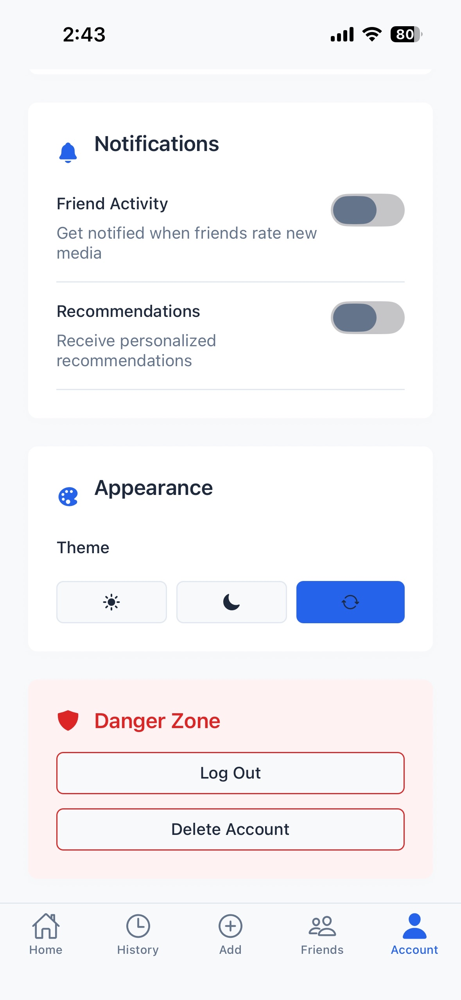 2:43
80
Notifications
Friend Activity
Get notified when friends rate new
media
Recommendations
Receive personalized
recommendations
Appearance
Theme
Danger Zone
Log Out
Delete Account
Home
History
Add
Friends
Account